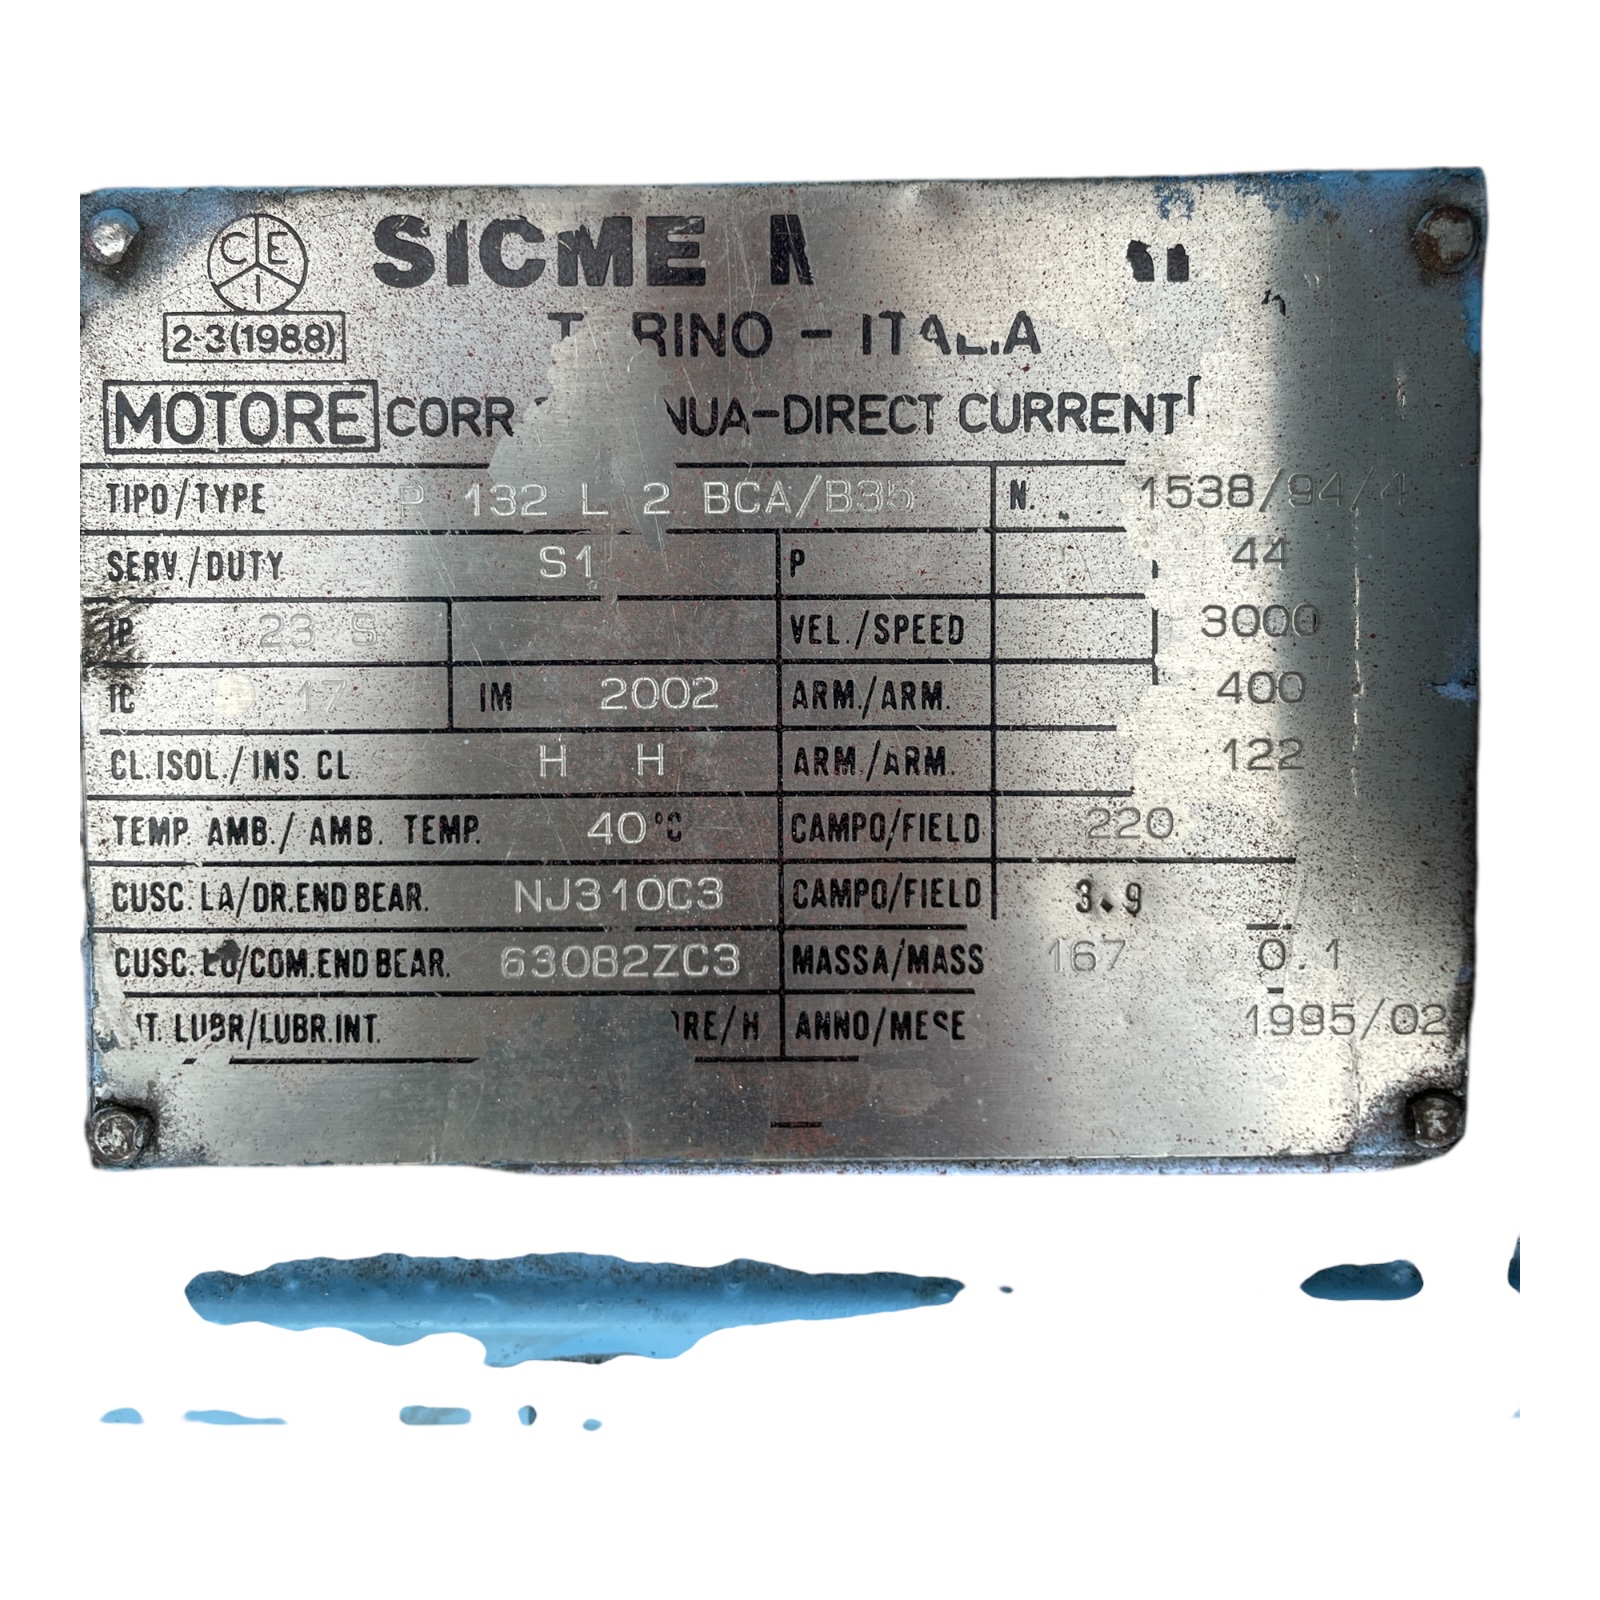 CEI SICME
2-3(1988) RINO - ITALIA
MOTORE CORR NUA-DIRECT CURRENT
TIPO/TYPE P 132 L 2 BCA/B35 N. 1538/94/4
SERV./DUTY S1 P 44
IP 23 S VEL./SPEED 3000
IC 17 IM 2002 ARM./ARM. 400
CL.ISOL./INS CL H H ARM./ARM. 122
TEMP. AMB./ AMB. TEMP. 40°C CAMPO/FIELD 220
CUSC. LA/DR.END BEAR. NJ310C3 CAMPO/FIELD 3.9
CUSC. LO/COM.END BEAR. 63082ZC3 MASSA/MASS 167 0.1
T. LUBR/LUBR.INT. ORE/H ANNO/MESE 1995/02